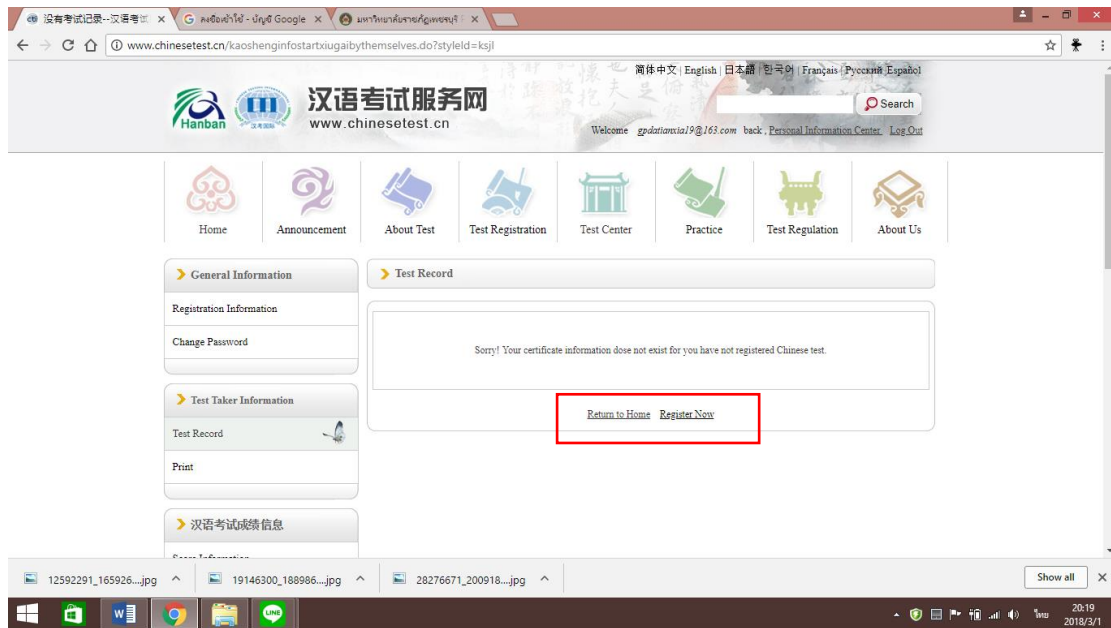 没有考试记录--汉语考试
ลงชื่อเข้าใช้ - บัญชี Google
มหาวิทยาลัยราชภัฏเพชรบุรี
www.chinesetest.cn/kaoshenginfostartxiugaibythemselves.do?styleId=ksjl
简体中文 | English | 日本語 | 한국어 | Français | Русский Español
Hanban
汉语考试服务网
www.chinesetest.cn
Search
Welcome gpdatianxia19@163.com back , Personal Information Center Log Out
Home Announcement About Test Test Registration Test Center Practice Test Regulation About Us
General Information
Registration Information
Change Password
Test Record
Sorry! Your certificate information dose not exist for you have not registered Chinese test.
Return to Home Register Now
Test Taker Information
Test Record
Print
汉语考试成绩信息
12592291_165926....jpg 19146300_188986....jpg 28276671_200918....jpg Show all
ไทย 20:19
2018/3/1